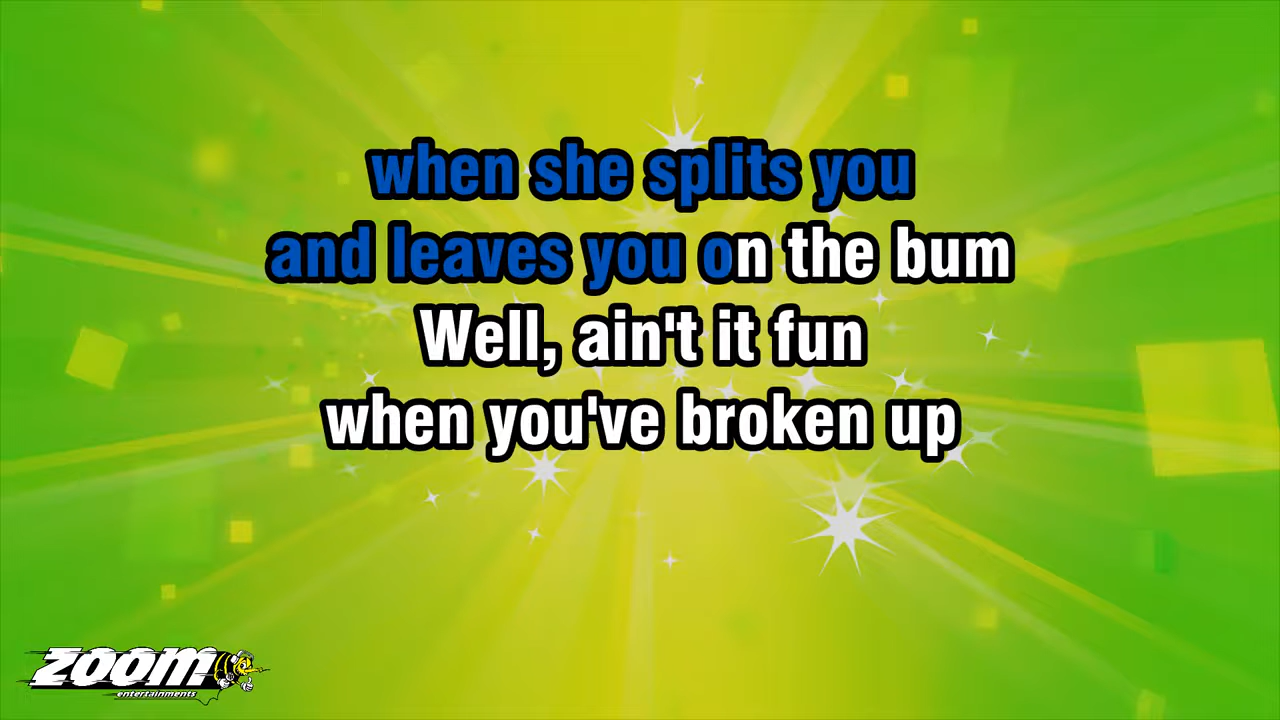 when she splits you
and leaves you on the bum
Well, ain't it fun
when you've broken up
zoom
entertainments